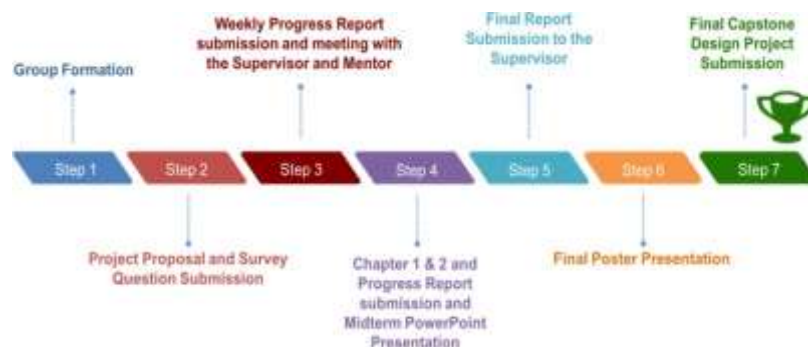 Weekly Progress Report
submission and meeting with
the Supervisor and Mentor
Final Report
Submission to the
Supervisor
Final Capstone
Design Project
Submission
Group Formation
Step 1
Step 2
Step 3
Step 4
Step 5
Step 6
Step 7
Project Proposal and Survey
Question Submission
Chapter 1 & 2 and
Progress Report
submission and
Midterm PowerPoint
Presentation
Final Poster Presentation